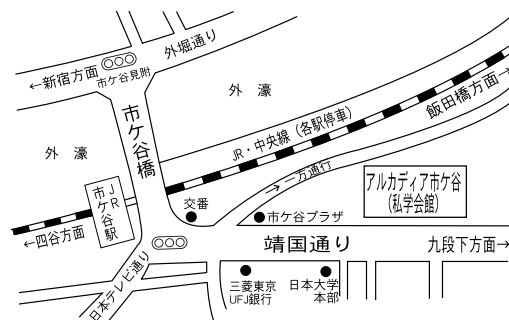 外堀通り
←新宿方面
市ケ谷見附
外 濠
市ケ谷橋
飯田橋方面→
JR・中央線（各駅停車）
外 濠
→一方通行
アルカディア市ケ谷
（私学会館）
JR
市ケ谷駅
交番
市ケ谷プラザ
←四谷方面
靖国通り
九段下方面→
日本テレビ通り
三菱東京
UFJ銀行
日本大学
本部